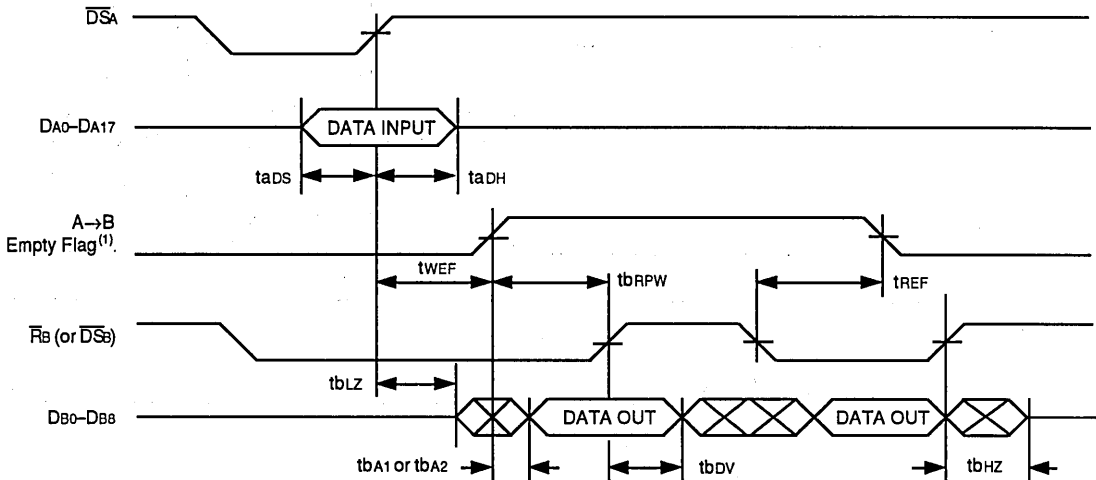 DSA
DA0–DA17
DATA INPUT
taDS
taDH
A→B
Empty Flag(1).
tWEF
tbRPW
tREF
RB (or DSB)
tbLZ
DB0–DB8
DATA OUT
DATA OUT
tbA1 or tbA2
tbDV
tbHZ